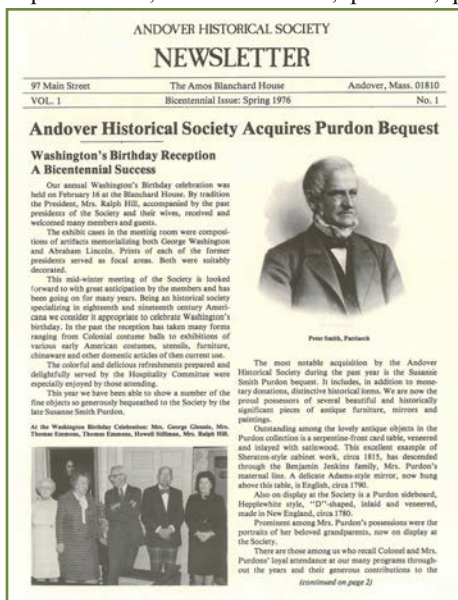 ANDOVER HISTORICAL SOCIETY
NEWSLETTER
97 Main Street The Amos Blanchard House Andover, Mass. 01810
VOL. 1 Bicentennial Issue: Spring 1976 No. 1
Andover Historical Society Acquires Purdon Bequest
Washington's Birthday Reception
A Bicentennial Success
Our annual Washington's Birthday celebration was
held on February 16 at the Blanchard House. By tradition
the President, Mrs. Ralph Hill, accompanied by the past
presidents of the Society and their wives, received and
welcomed many members and guests.
The exhibit cases in the meeting room were composi-
tions of artifacts memorializing both George Washington
and Abraham Lincoln. Prints of each of the former
presidents served as focal areas. Both were suitably
decorated.
This mid-winter meeting of the Society is looked
forward to with great anticipation by the members and has
been going on for many years. Being an historical society
specializing in eighteenth and nineteenth century Ameri-
cana we consider it appropriate to celebrate Washington's
birthday. In the past the reception has taken many forms
ranging from Colonial costume balls to exhibitions of
various early American costumes, utensils, furniture,
chinaware and other domestic articles of then current use.
The colorful and delicious refreshments prepared and
delightfully served by the Hospitality Committee were
especially enjoyed by those attending.
This year we have been able to show a number of the
fine objects so generously bequeathed to the Society by the
late Susanne Smith Purdon.
At the Washington Birthday Celebration: Mrs. George Glennie, Mrs.
Thomas Emmons, Thomas Emmons, Howell Stillman, Mrs. Ralph Hill.
Peter Smith, Patriarch
The most notable acquisition by the Andover
Historical Society during the past year is the Susanne
Smith Purdon bequest. It includes, in addition to mone-
tary donations, distinctive historical items. We are now the
proud possessors of several beautiful and historically
significant pieces of antique furniture, mirrors and
paintings.
Outstanding among the lovely antique objects in the
Purdon collection is a serpentine-front card table, veneered
and inlayed with satinwood. This excellent example of
Sheraton-style cabinet work, circa 1815, has descended
through the Benjamin Jenkins family, Mrs. Purdon's
maternal line. A delicate Adams-style mirror, now hung
above this table, is English, circa 1790.
Also on display at the Society is a Purdon sideboard,
Hepplewhite style, "D"-shaped, inlaid and veneered,
made in New England, circa 1780.
Prominent among Mrs. Purdon's possessions were the
portraits of her beloved grandparents, now on display at
the Society.
There are those among us who recall Colonel and Mrs.
Purdons' loyal attendance at our many programs through-
out the years and their generous contributions to the
(continued on page 2)